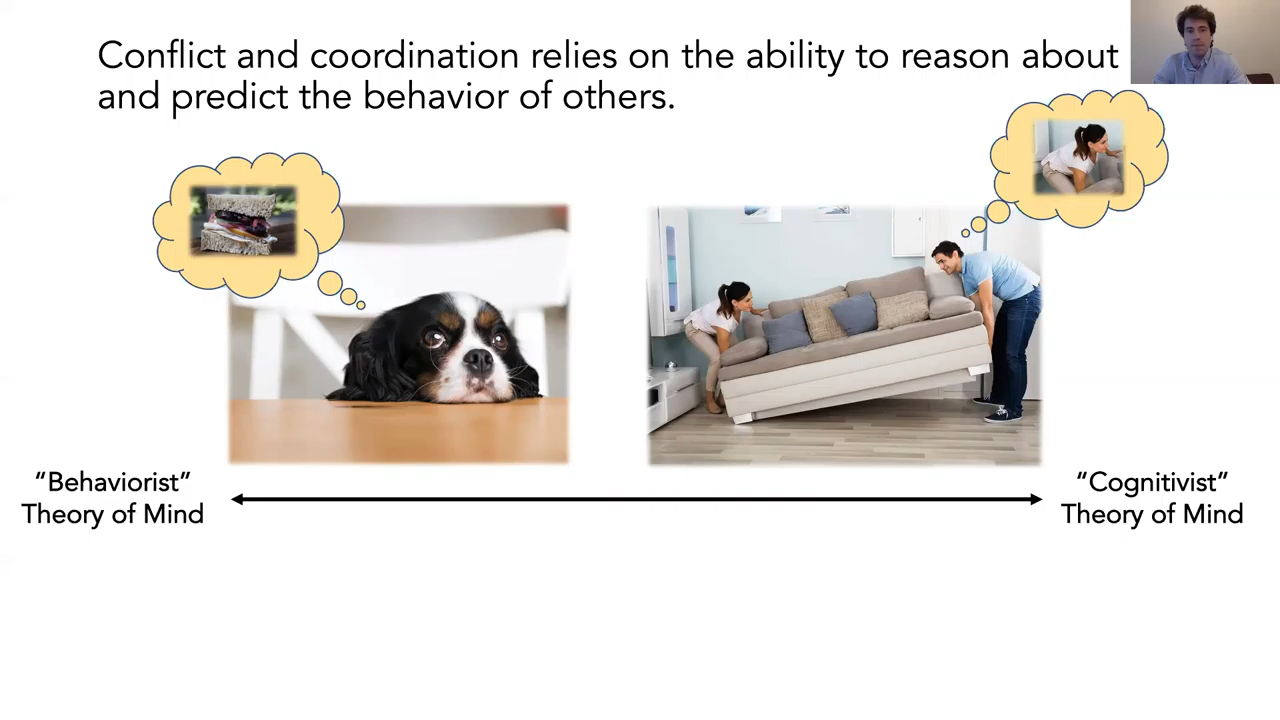 Conflict and coordination relies on the ability to reason about
and predict the behavior of others.
“Behaviorist”
Theory of Mind
“Cognitivist”
Theory of Mind